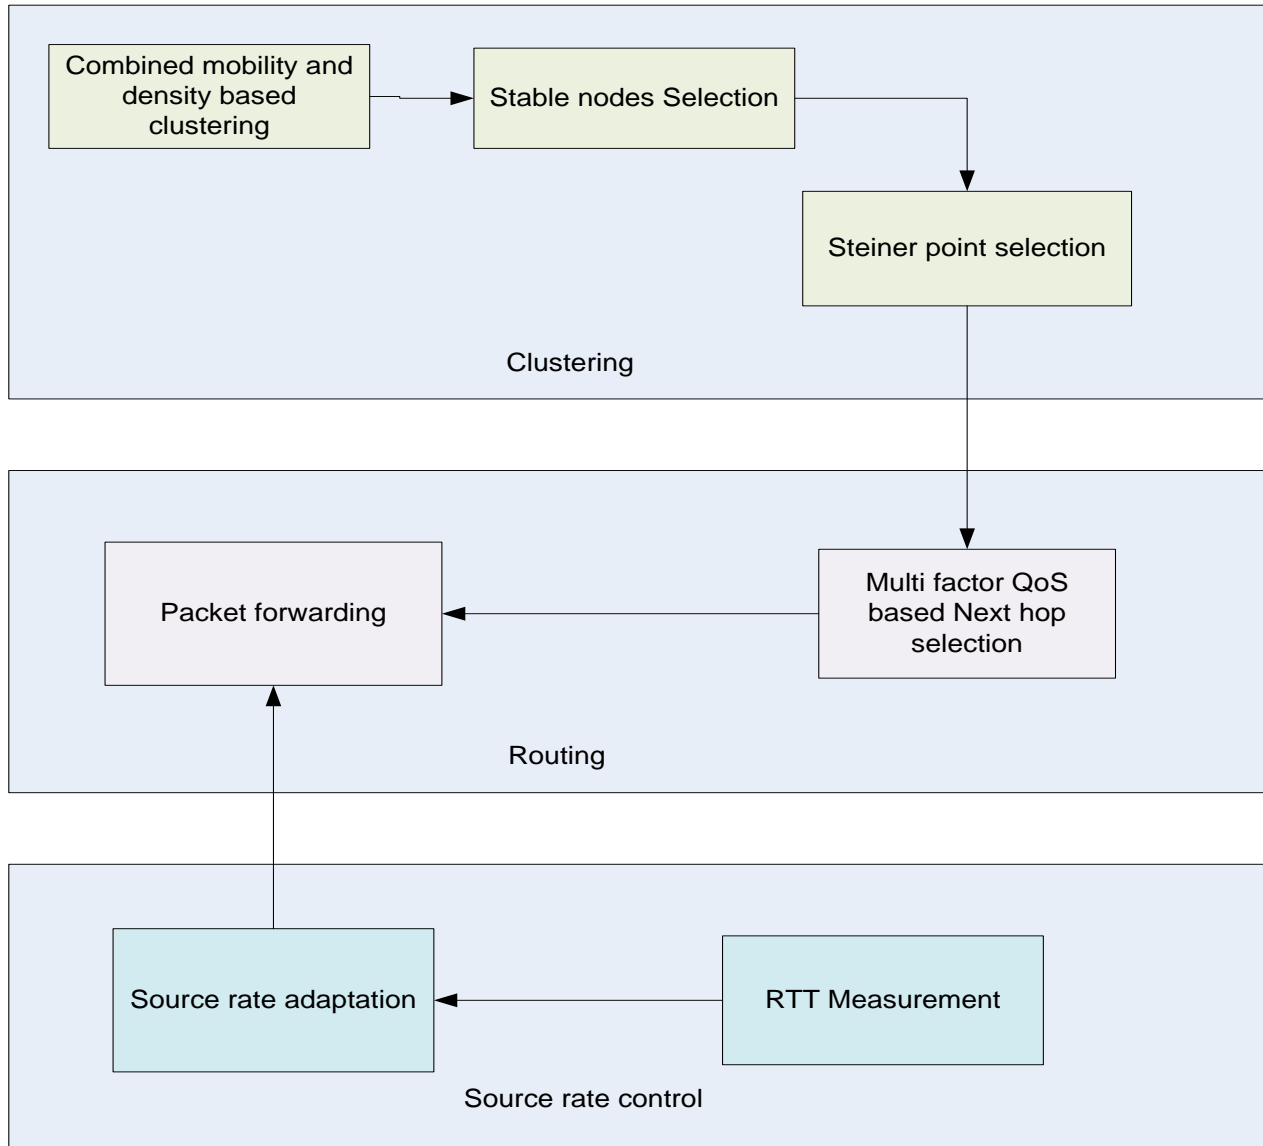 Combined mobility and
density based
clustering
Stable nodes Selection
Steiner point selection
Clustering
Packet forwarding
Multi factor QoS
based Next hop
selection
Routing
Source rate adaptation
RTT Measurement
Source rate control